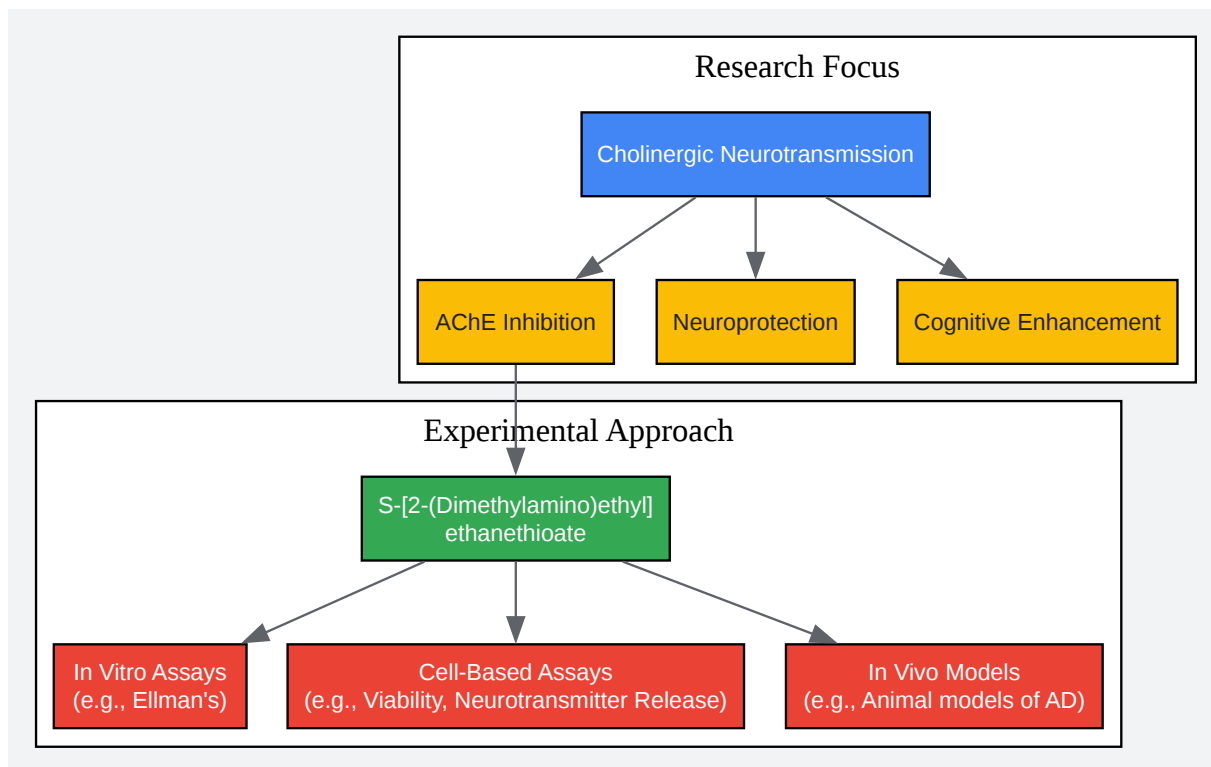 Research Focus
Cholinergic Neurotransmission
AChE Inhibition
Neuroprotection
Cognitive Enhancement
Experimental Approach
S-[2-(Dimethylamino)ethyl]
ethanethioate
In Vitro Assays
(e.g., Ellman's)
Cell-Based Assays
(e.g., Viability, Neurotransmitter Release)
In Vivo Models
(e.g., Animal models of AD)